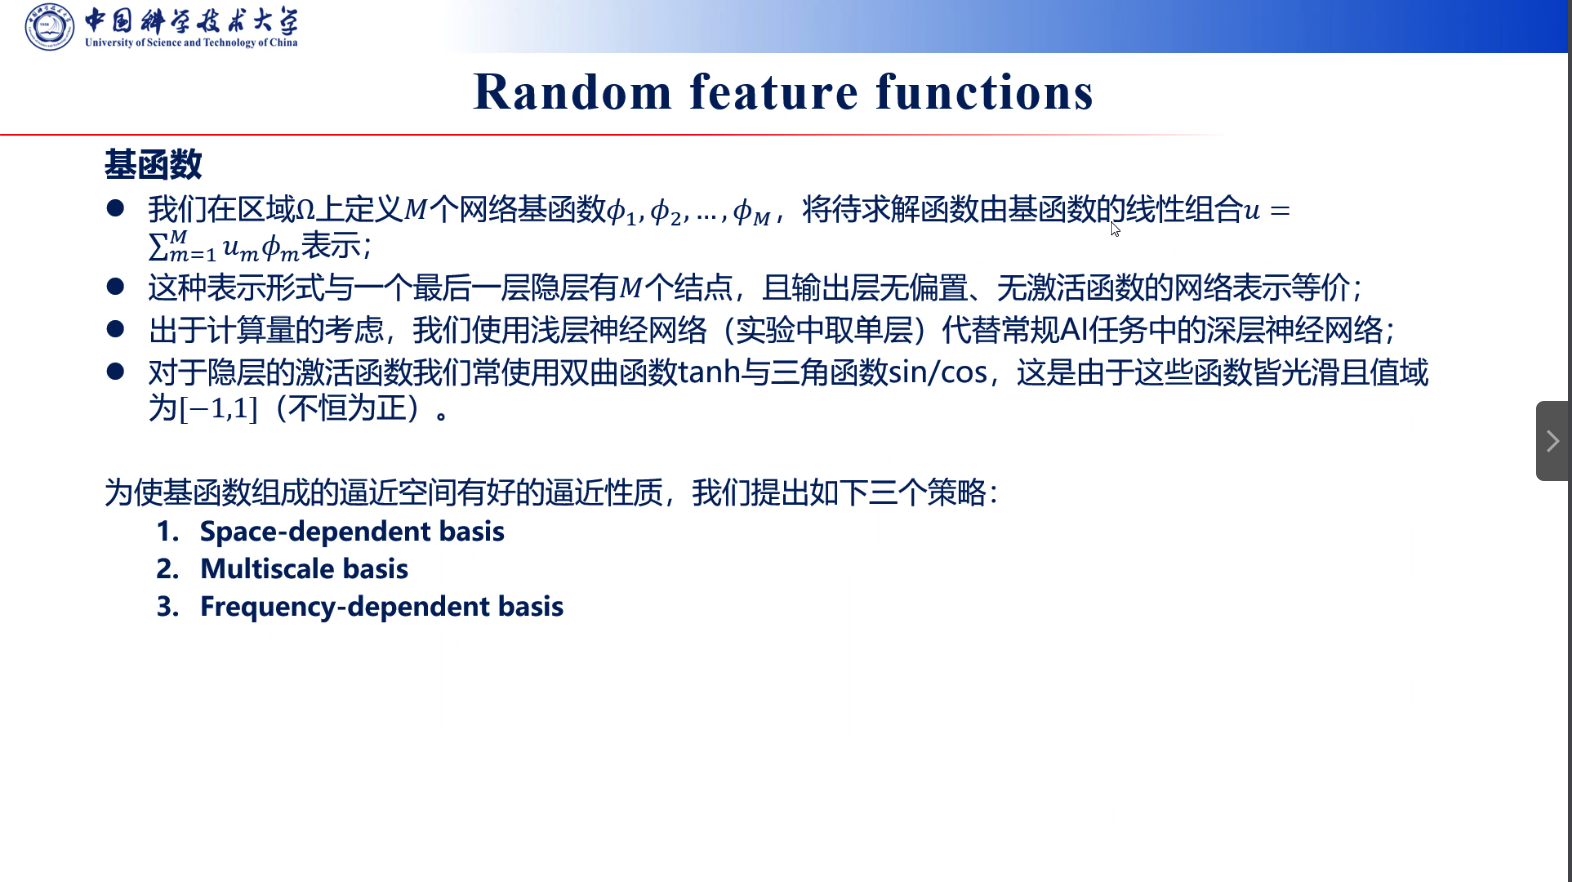 中国科学技术大学
University of Science and Technology of China
Random feature functions
基函数
● 我们在区域Ω上定义M个网络基函数ϕ₁, ϕ₂, … , ϕ_M，将待求解函数由基函数的线性组合u =
∑_{m=1}^{M} u_m ϕ_m表示；
● 这种表示形式与一个最后一层隐层有M个结点，且输出层无偏置、无激活函数的网络表示等价；
● 出于计算量的考虑，我们使用浅层神经网络（实验中取单层）代替常规AI任务中的深层神经网络；
● 对于隐层的激活函数我们常使用双曲函数tanh与三角函数sin/cos，这是由于这些函数皆光滑且值域
为[−1,1]（不恒为正）。
为使基函数组成的逼近空间有好的逼近性质，我们提出如下三个策略：
1. Space-dependent basis
2. Multiscale basis
3. Frequency-dependent basis